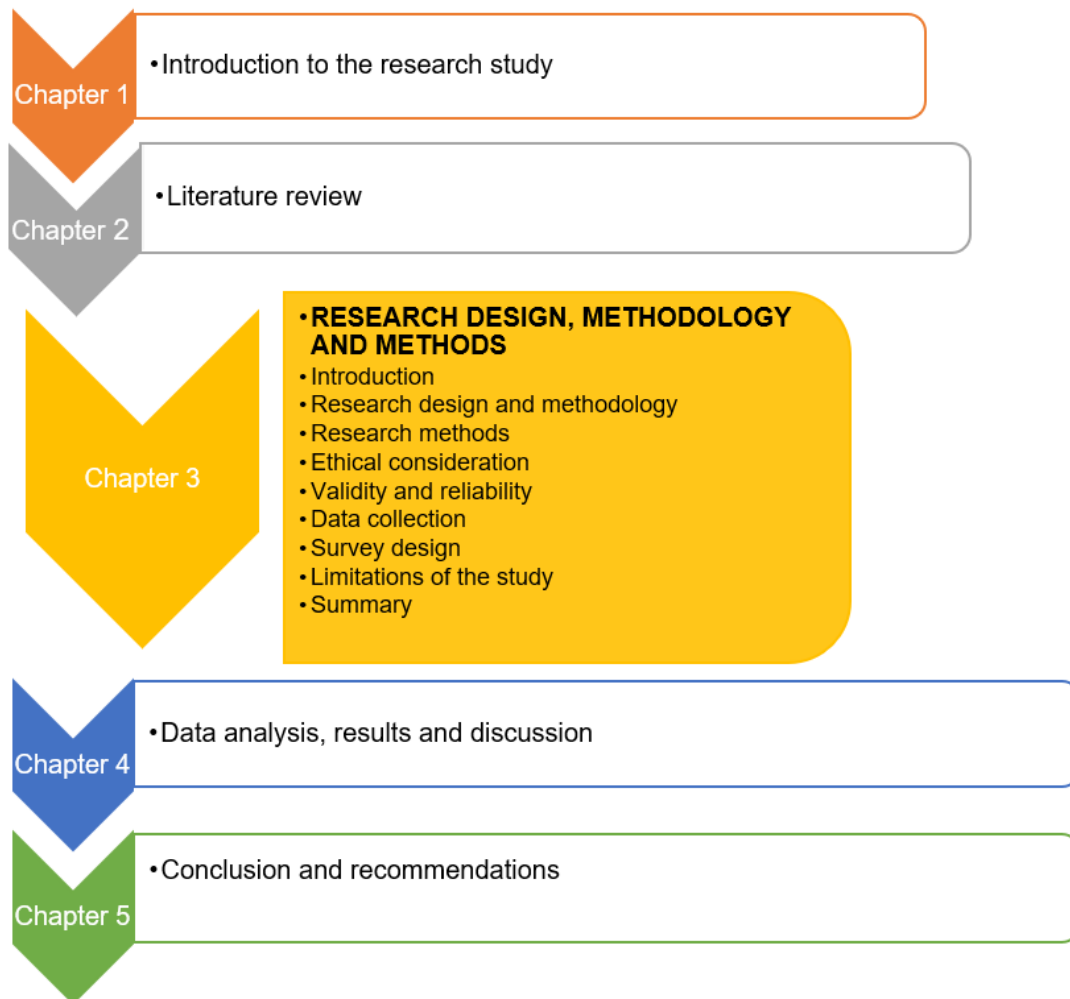 Chapter 1
•Introduction to the research study
Chapter 2
•Literature review
Chapter 3
•RESEARCH DESIGN, METHODOLOGY
AND METHODS
•Introduction
•Research design and methodology
•Research methods
•Ethical consideration
•Validity and reliability
•Data collection
•Survey design
•Limitations of the study
•Summary
Chapter 4
•Data analysis, results and discussion
Chapter 5
•Conclusion and recommendations